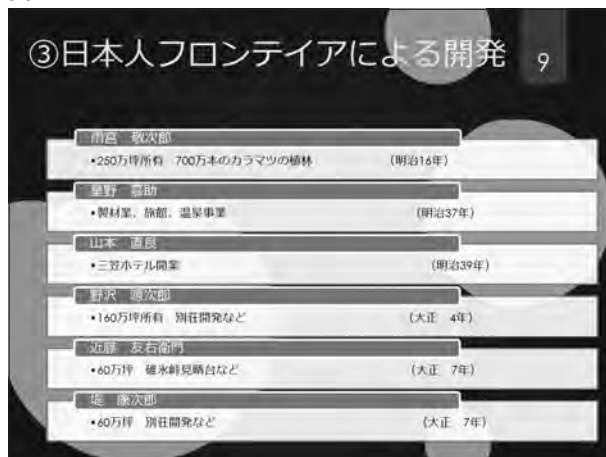 ③日本人フロンテイアによる開発
9
雨宮 敬次郎
•250万坪所有 700万本のカラマツの植林 (明治16年)
星野 嘉助
•製材業、旅館、温泉事業 (明治37年)
山本 直良
•三笠ホテル開業 (明治39年)
野沢 源次郎
•160万坪所有 別荘開発など (大正 4年)
近藤 友右衛門
•60万坪 碓氷峠見晴台など (大正 7年)
堤 康次郎
•60万坪 別荘開発など (大正 7年)